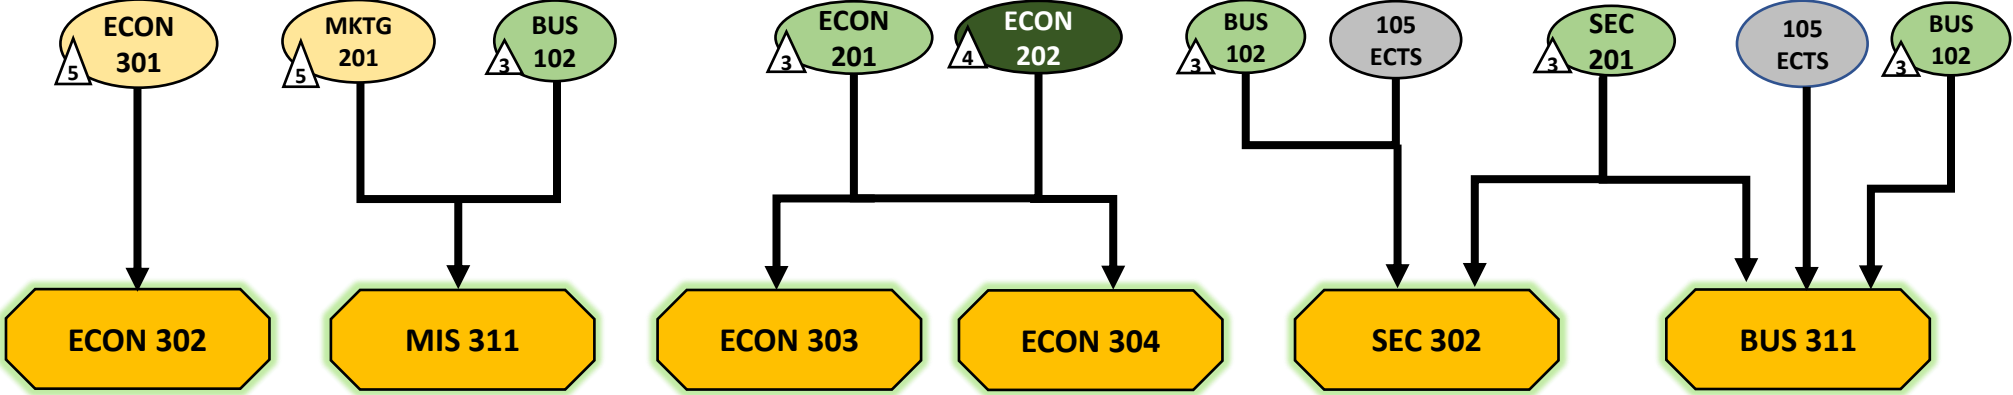 ECON
301
5
MKTG
201
5
BUS
102
3
ECON
201
3
ECON
202
4
BUS
102
3
105
ECTS
SEC
201
3
105
ECTS
BUS
102
3
ECON 302
MIS 311
ECON 303
ECON 304
SEC 302
BUS 311